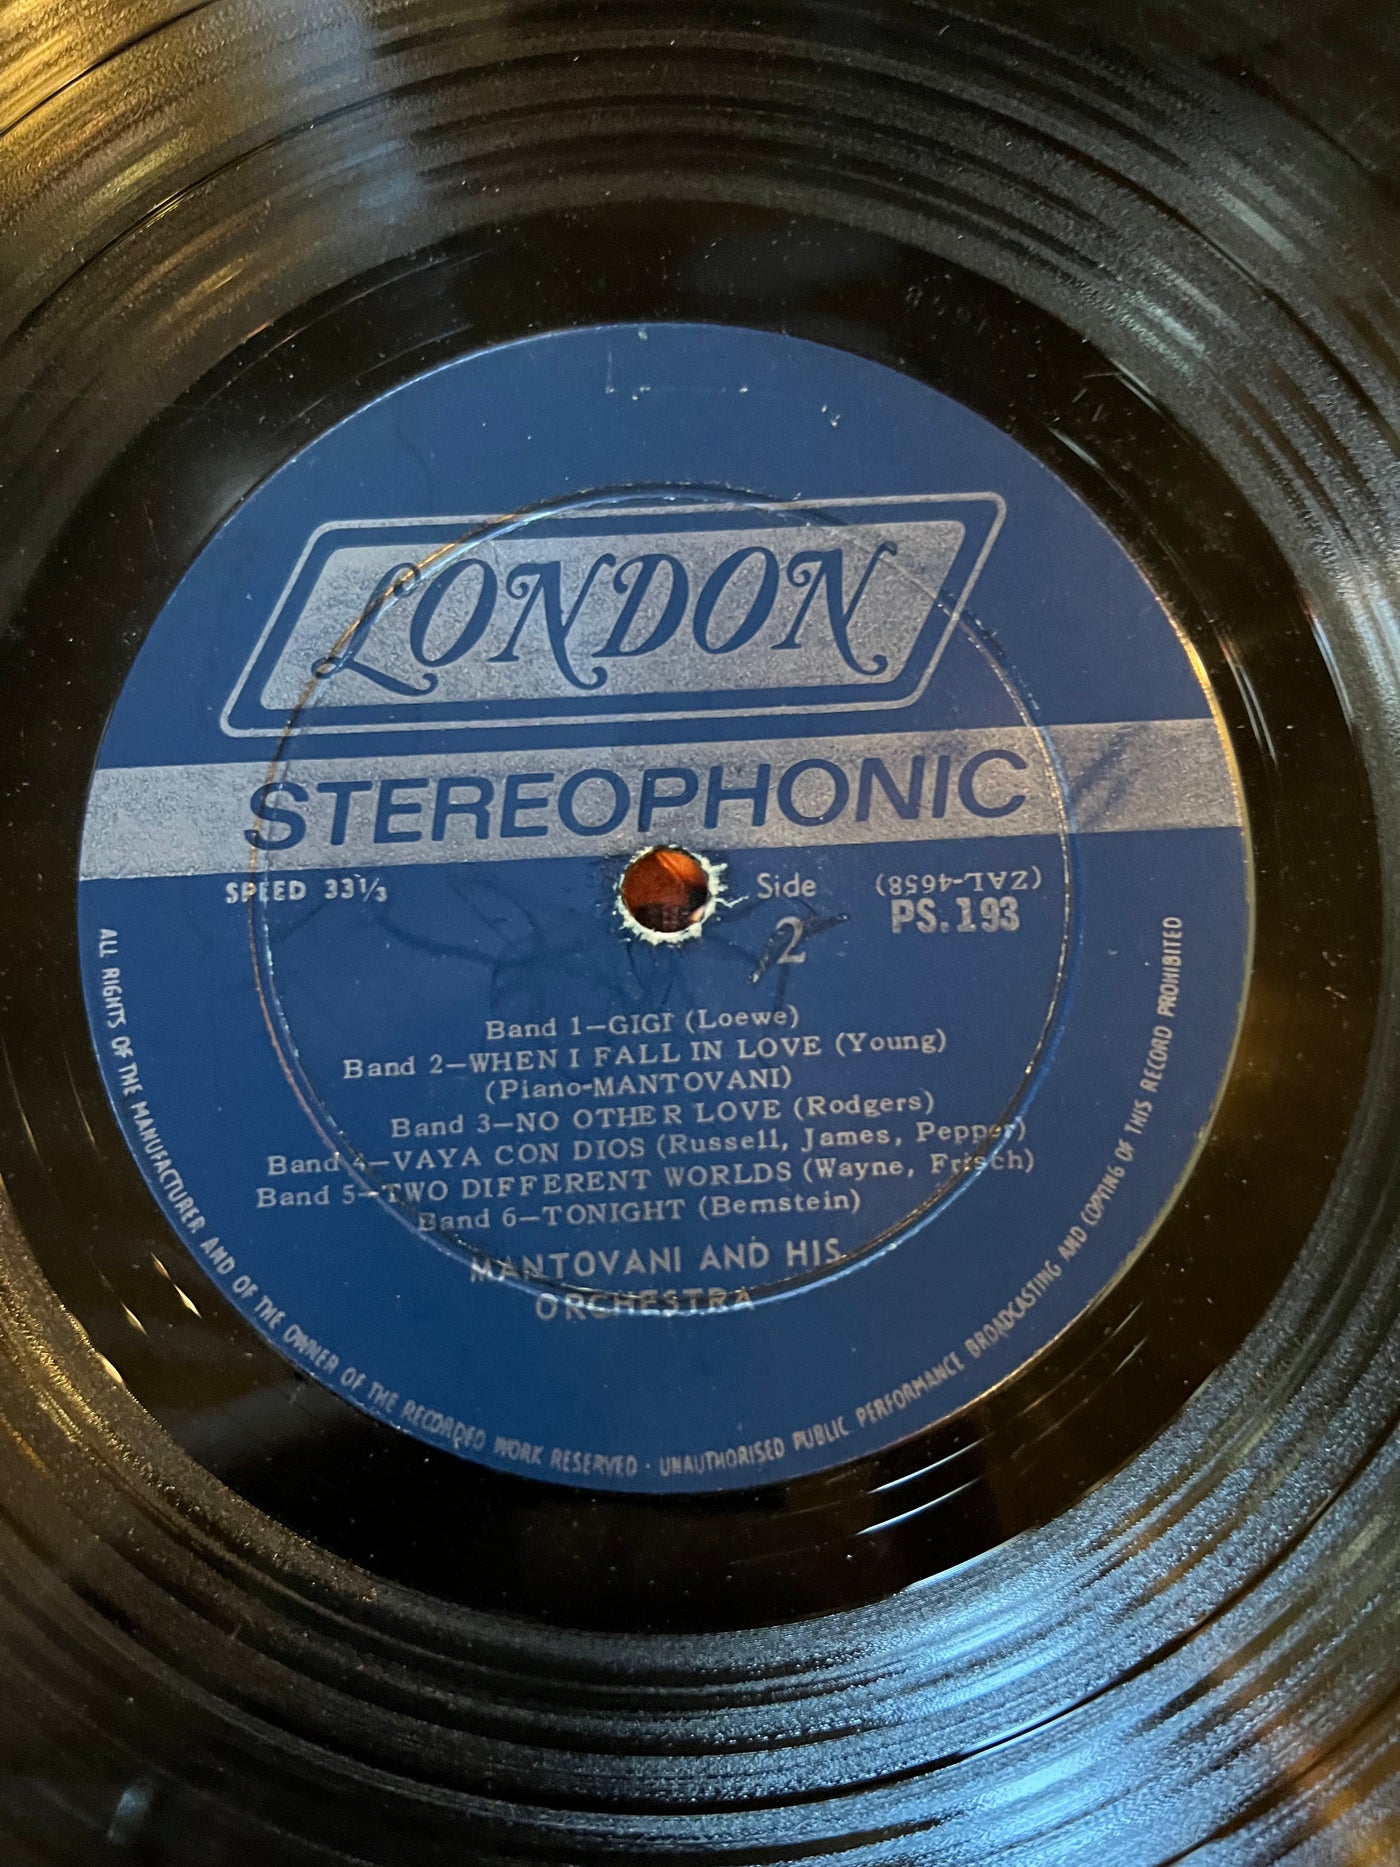 LONDON
STEREOPHONIC
SPEED 33⅓
Side
2
(ZAL-4658)
PS.193
Band 1—GIGI (Loewe)
Band 2—WHEN I FALL IN LOVE (Young)
(Piano-MANTOVANI)
Band 3—NO OTHER LOVE (Rodgers)
Band 4—VAYA CON DIOS (Russell, James, Pepper)
Band 5—TWO DIFFERENT WORLDS (Wayne, Frisch)
Band 6—TONIGHT (Bernstein)
MANTOVANI AND HIS
ORCHESTRA
ALL RIGHTS OF THE MANUFACTURER AND OF THE OWNER OF THE RECORDED WORK RESERVED · UNAUTHORISED PUBLIC PERFORMANCE BROADCASTING AND COPYING OF THIS RECORD PROHIBITED